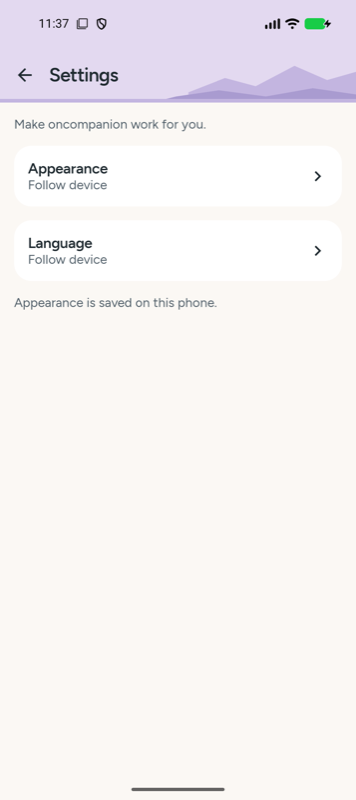 11:37
Settings
Make oncompanion work for you.
Appearance
Follow device
Language
Follow device
Appearance is saved on this phone.